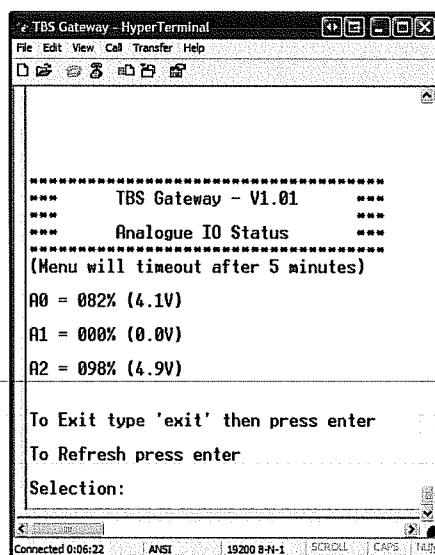 TBS Gateway - HyperTerminal
File Edit View Call Transfer Help
****************************************
*** TBS Gateway - V1.01 ***
*** ***
*** Analogue IO Status ***
****************************************
(Menu will timeout after 5 minutes)
A0 = 082% (4.1V)
A1 = 000% (0.0V)
A2 = 098% (4.9V)
To Exit type 'exit' then press enter
To Refresh press enter
Selection:
Connected 0:06:22 ANSI 19200 8-N-1 SCROLL CAPS NUM